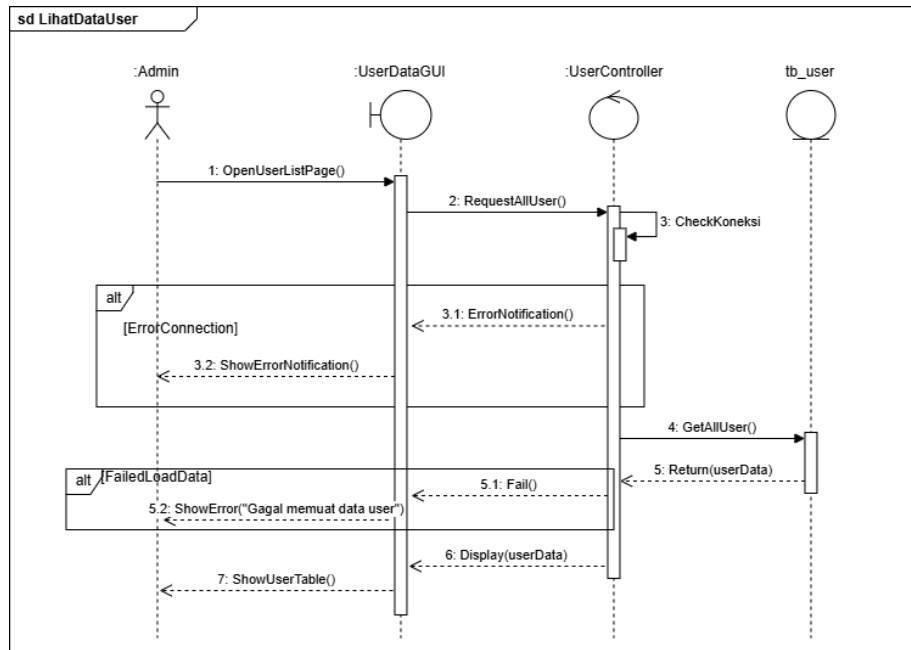 sd LihatDataUser
:Admin
:UserDataGUI
:UserController
tb_user
1: OpenUserListPage()
2: RequestAllUser()
3: CheckKoneksi
alt
[ErrorConnection]
3.1: ErrorNotification()
3.2: ShowErrorNotification()
4: GetAllUser()
alt
[FailedLoadData]
5: Return(userData)
5.1: Fail()
5.2: ShowError("Gagal memuat data user")
6: Display(userData)
7: ShowUserTable()